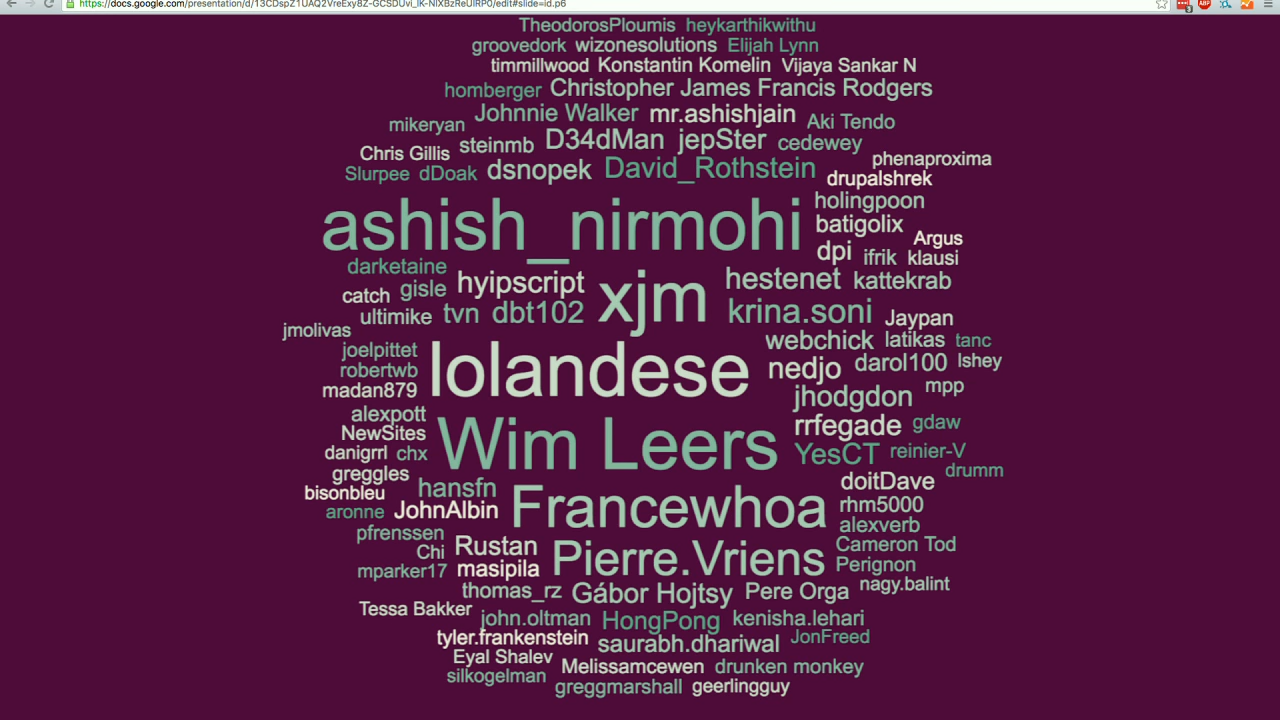 https://docs.google.com/presentation/d/13CDspZ1UAQ2VreExy8Z-GCSDUvi_lK-NlXBzReUlRP0/edit#slide=id.p6
TheodorosPloumis heykarthikwithu
groovedork wizonesolutions Elijah Lynn
timmillwood Konstantin Komelin Vijaya Sankar N
homberger Christopher James Francis Rodgers
Johnnie Walker mr.ashishjain Aki Tendo
mikeryan steinmb D34dMan jepSter cedewey
Chris Gillis phenaproxima
Slurpee dDoak dsnopek David_Rothstein drupalshrek
ashish_nirmohi holingpoon
batigolix
Argus
dpi ifrik klausi
darketaine
catch gisle hyipscript xjm hestenet kattekrab
ultimike tvn dbt102 krina.soni Jaypan
jmolivas
joelpittet webchick latikas tanc
robertwb lolandese nedjo darol100 lshey
madan879 jhodgdon mpp
alexpott
NewSites rrfegade gdaw
danigrrl chx Wim Leers YesCT reinier-V
greggles drumm
bisonbleu hansfn doitDave
aronne JohnAlbin Francewhoa rhm5000
alexverb
pfrenssen Cameron Tod
Chi Rustan Pierre.Vriens Perignon
mparker17 masipila nagy.balint
thomas_rz Gábor Hojtsy Pere Orga
Tessa Bakker john.oltman HongPong kenisha.lehari
tyler.frankenstein saurabh.dhariwal JonFreed
Eyal Shalev Melissamcewen drunken monkey
silkogelman greggmarshall geerlingguy